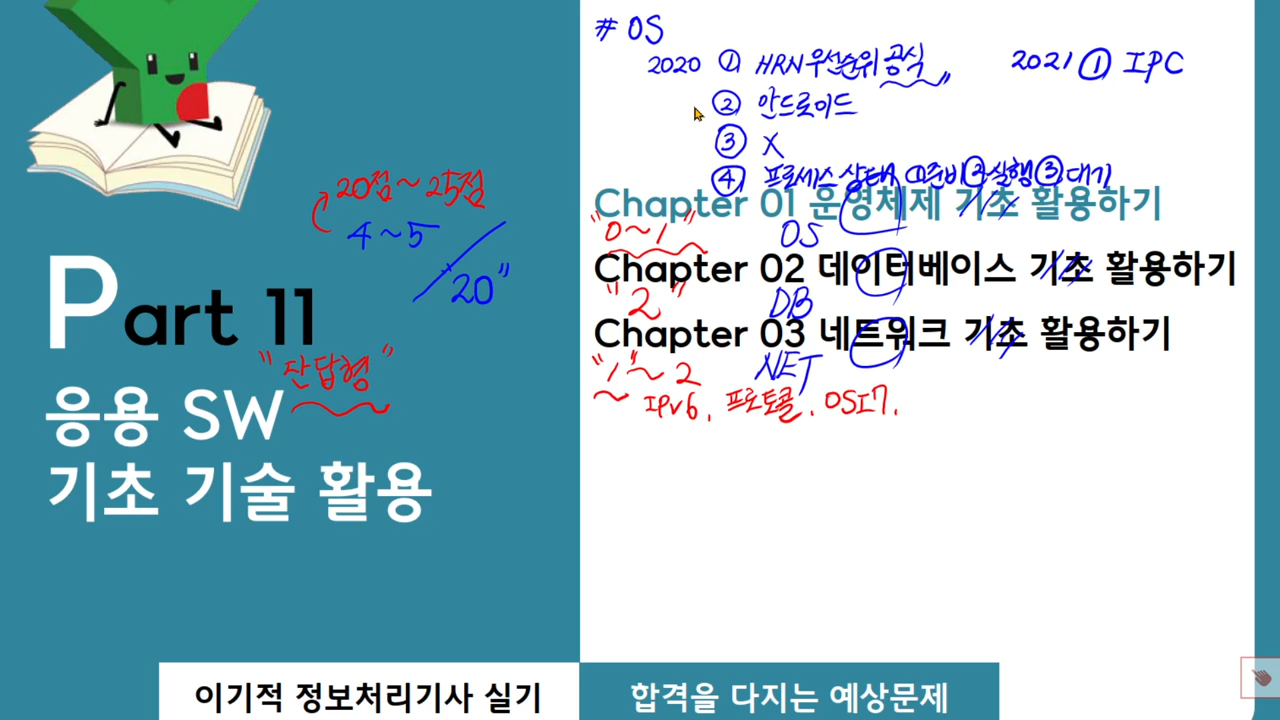 # OS
2020 ① HRN 우선순위 공식 "
2021 ① IPC
② 안드로이드
③ X
④ 프로세스 상태 ①준비 ②실행 ③대기
20점 ~ 25점
4 ~ 5 / 20"
Part 11
"단답형"
응용 SW
기초 기술 활용
Chapter 01 운영체제 기초 활용하기
"0 ~ 1" OS
Chapter 02 데이터베이스 기초 활용하기
"2" DB
Chapter 03 네트워크 기초 활용하기
"1" ~ 2 NET
IPv6, 프로토콜, OSI7,
이기적 정보처리기사 실기
합격을 다지는 예상문제